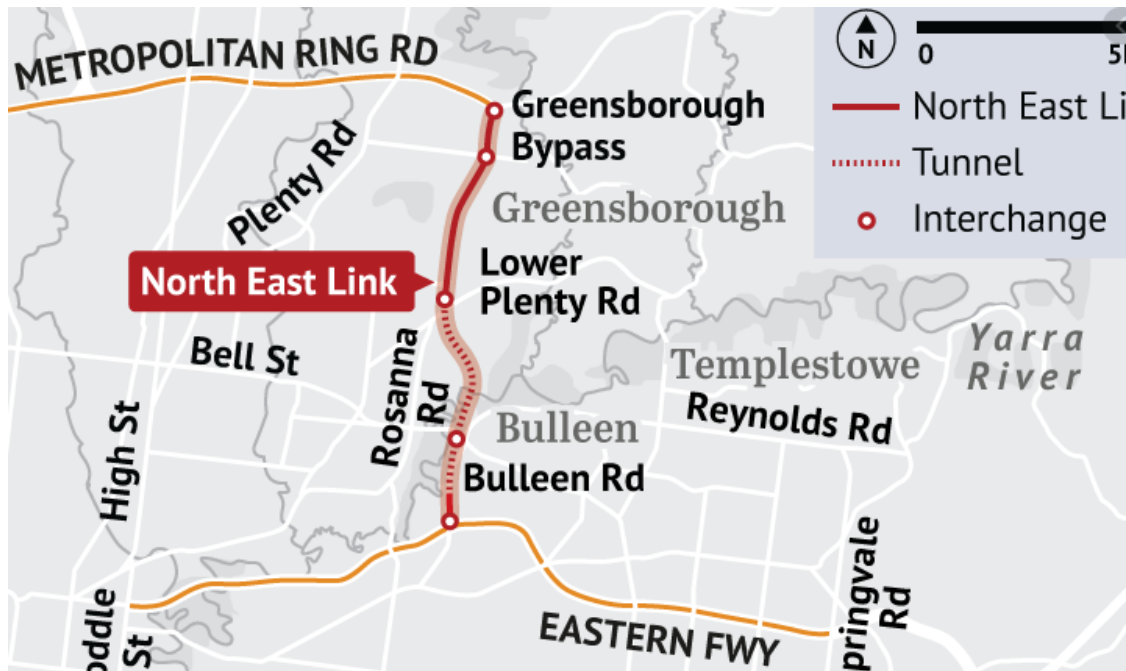 METROPOLITAN RING RD
N
0
North East
Tunnel
Interchange
Greensborough
Bypass
Plenty Rd
Greensborough
North East Link
Lower
Plenty Rd
Bell St
Rosanna
Rd
High St
Templestowe
Yarra
River
Reynolds Rd
Bulleen
Bulleen Rd
St
Rd
EASTERN FWY